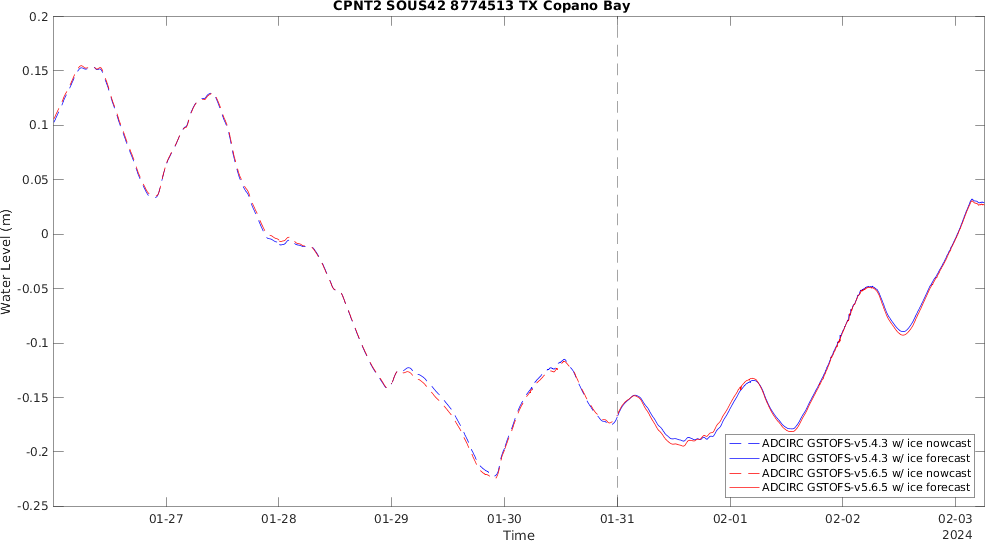 CPNT2 SOUS42 8774513 TX Copano Bay
0.2
0.15
0.1
0.05
0
-0.05
-0.1
-0.15
-0.2
-0.25
Water Level (m)
01-27 01-28 01-29 01-30 01-31 02-01 02-02 02-03
Time
2024
ADCIRC GSTOFS-v5.4.3 w/ ice nowcast
ADCIRC GSTOFS-v5.4.3 w/ ice forecast
ADCIRC GSTOFS-v5.6.5 w/ ice nowcast
ADCIRC GSTOFS-v5.6.5 w/ ice forecast